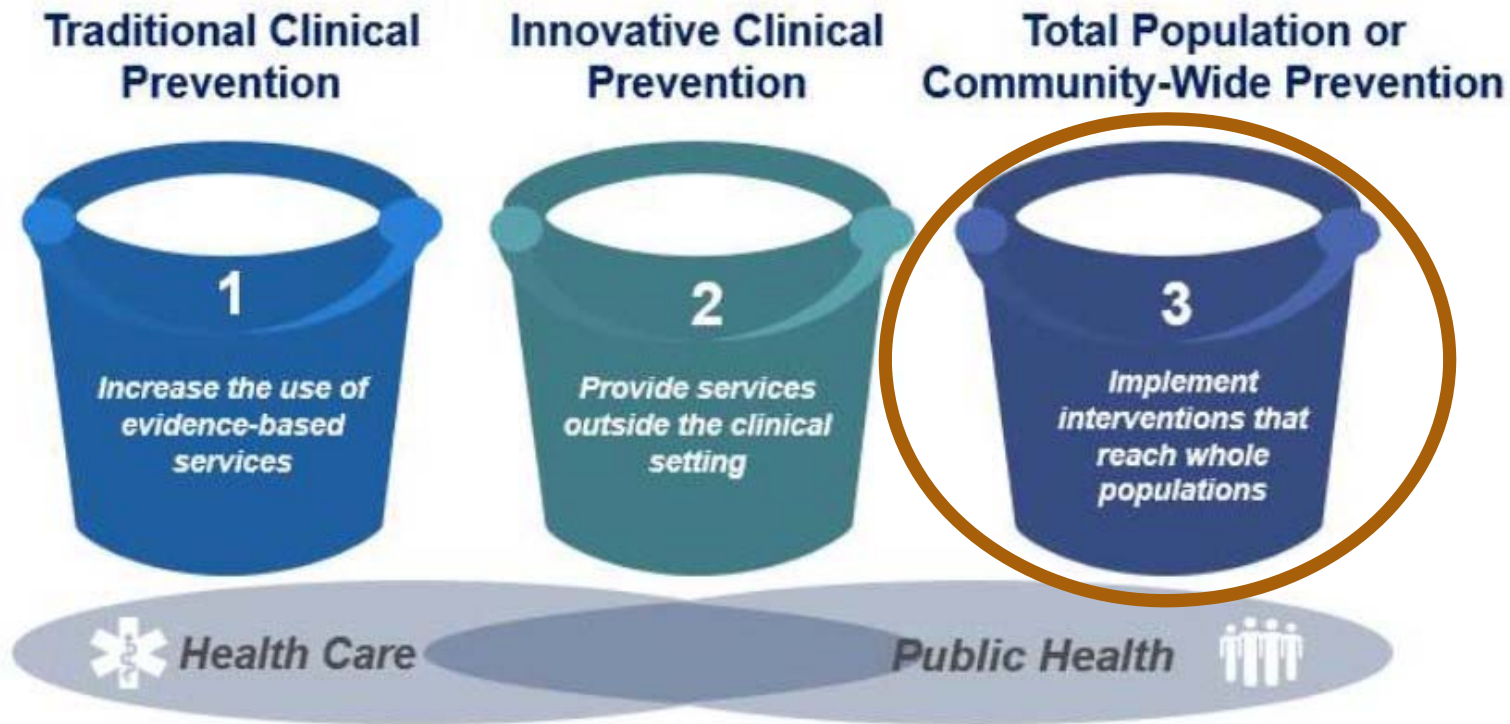 Traditional Clinical
Prevention
Innovative Clinical
Prevention
Total Population or
Community-Wide Prevention
1
Increase the use of
evidence-based
services
2
Provide services
outside the clinical
setting
3
Implement
interventions that
reach whole
populations
Health Care
Public Health